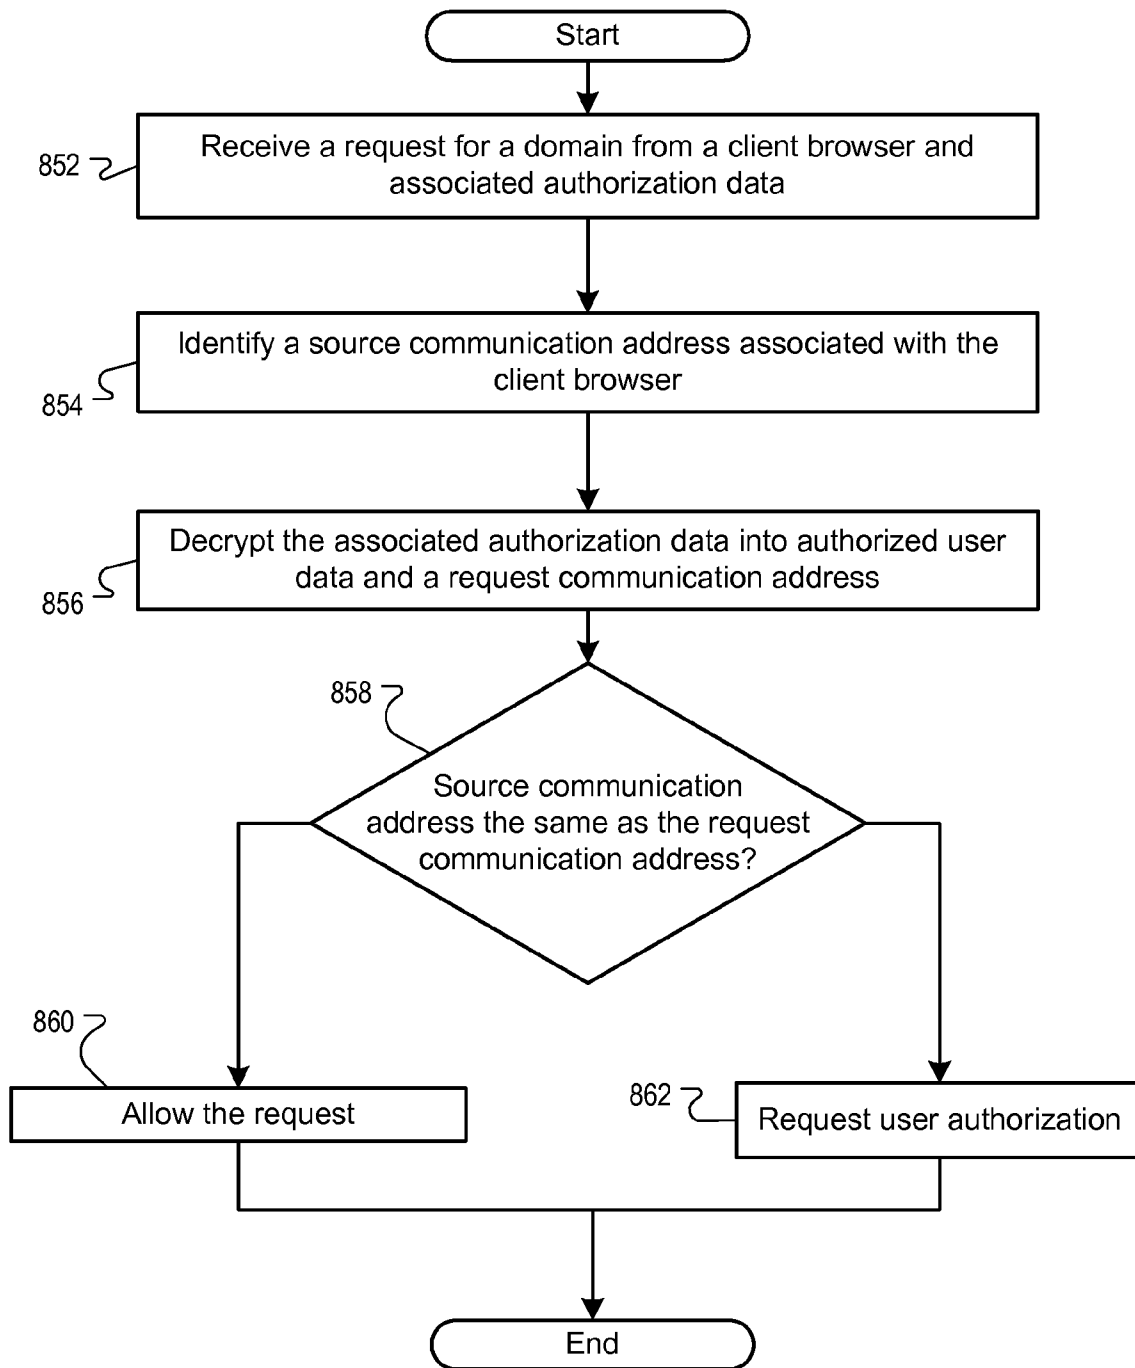 Start
852
Receive a request for a domain from a client browser and
associated authorization data
854
Identify a source communication address associated with the
client browser
856
Decrypt the associated authorization data into authorized user
data and a request communication address
858
Source communication
address the same as the request
communication address?
860
Allow the request
862
Request user authorization
End